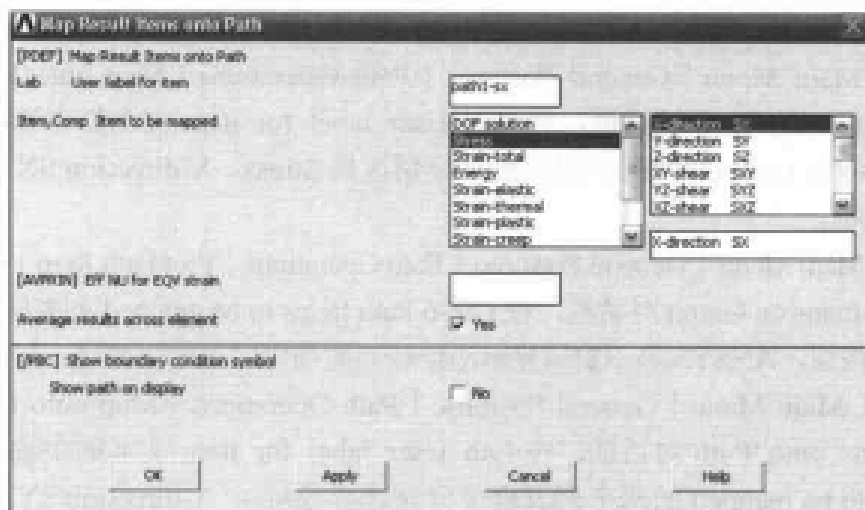 Map Result Items onto Path
[PDEF] Map Result Items onto Path
Lab User label for item
path1-sx
Item,Comp Item to be mapped
DOF solution
Stress
Strain-total
Energy
Strain-elastic
Strain-thermal
Strain-plastic
Strain-creep
X-direction SX
Y-direction SY
Z-direction SZ
XY-shear SXY
YZ-shear SYZ
XZ-shear SXZ
X-direction SX
[AVPRIN] Eff NU for EQV strain
Average results across element
Yes
[/PBC] Show boundary condition symbol
Show path on display
No
OK
Apply
Cancel
Help